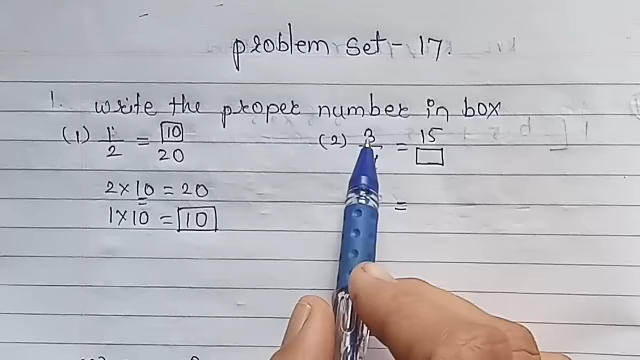 problem set - 17.
1. write the proper number in box
(1) 1/2 = 10/20 (2) 3/ = 15/□
2 × 10 = 20
1 × 10 = 10 =